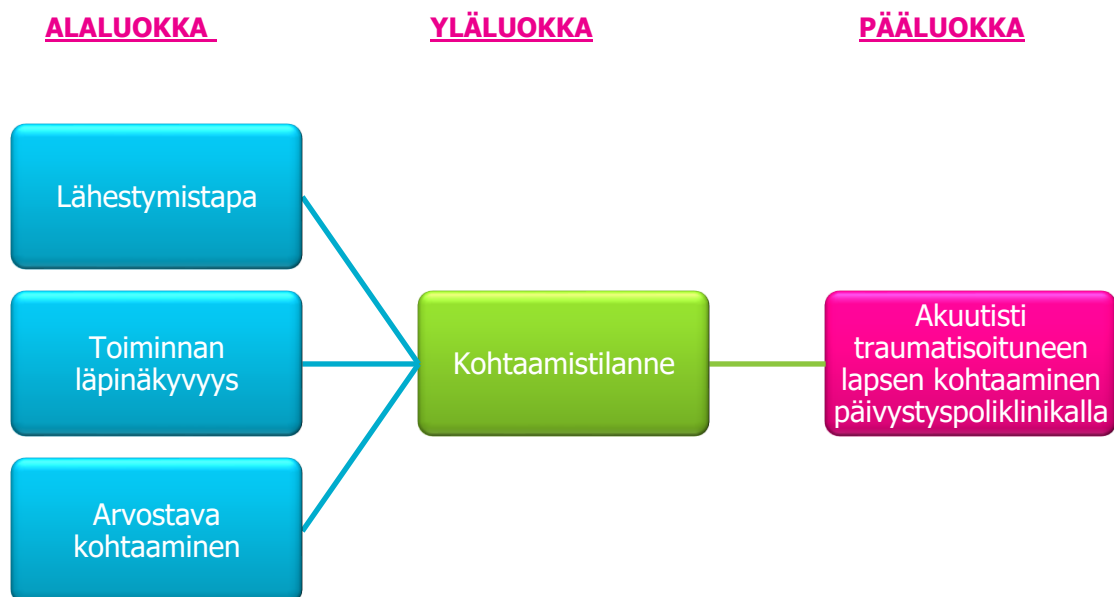 ALALUOKKA
YLÄLUOKKA
PÄÄLUOKKA
Lähestymistapa
Toiminnan
läpinäkyvyys
Arvostava
kohtaaminen
Kohtaamistilanne
Akuutisti
traumatisoituneen
lapsen kohtaaminen
päivystyspoliklinikalla